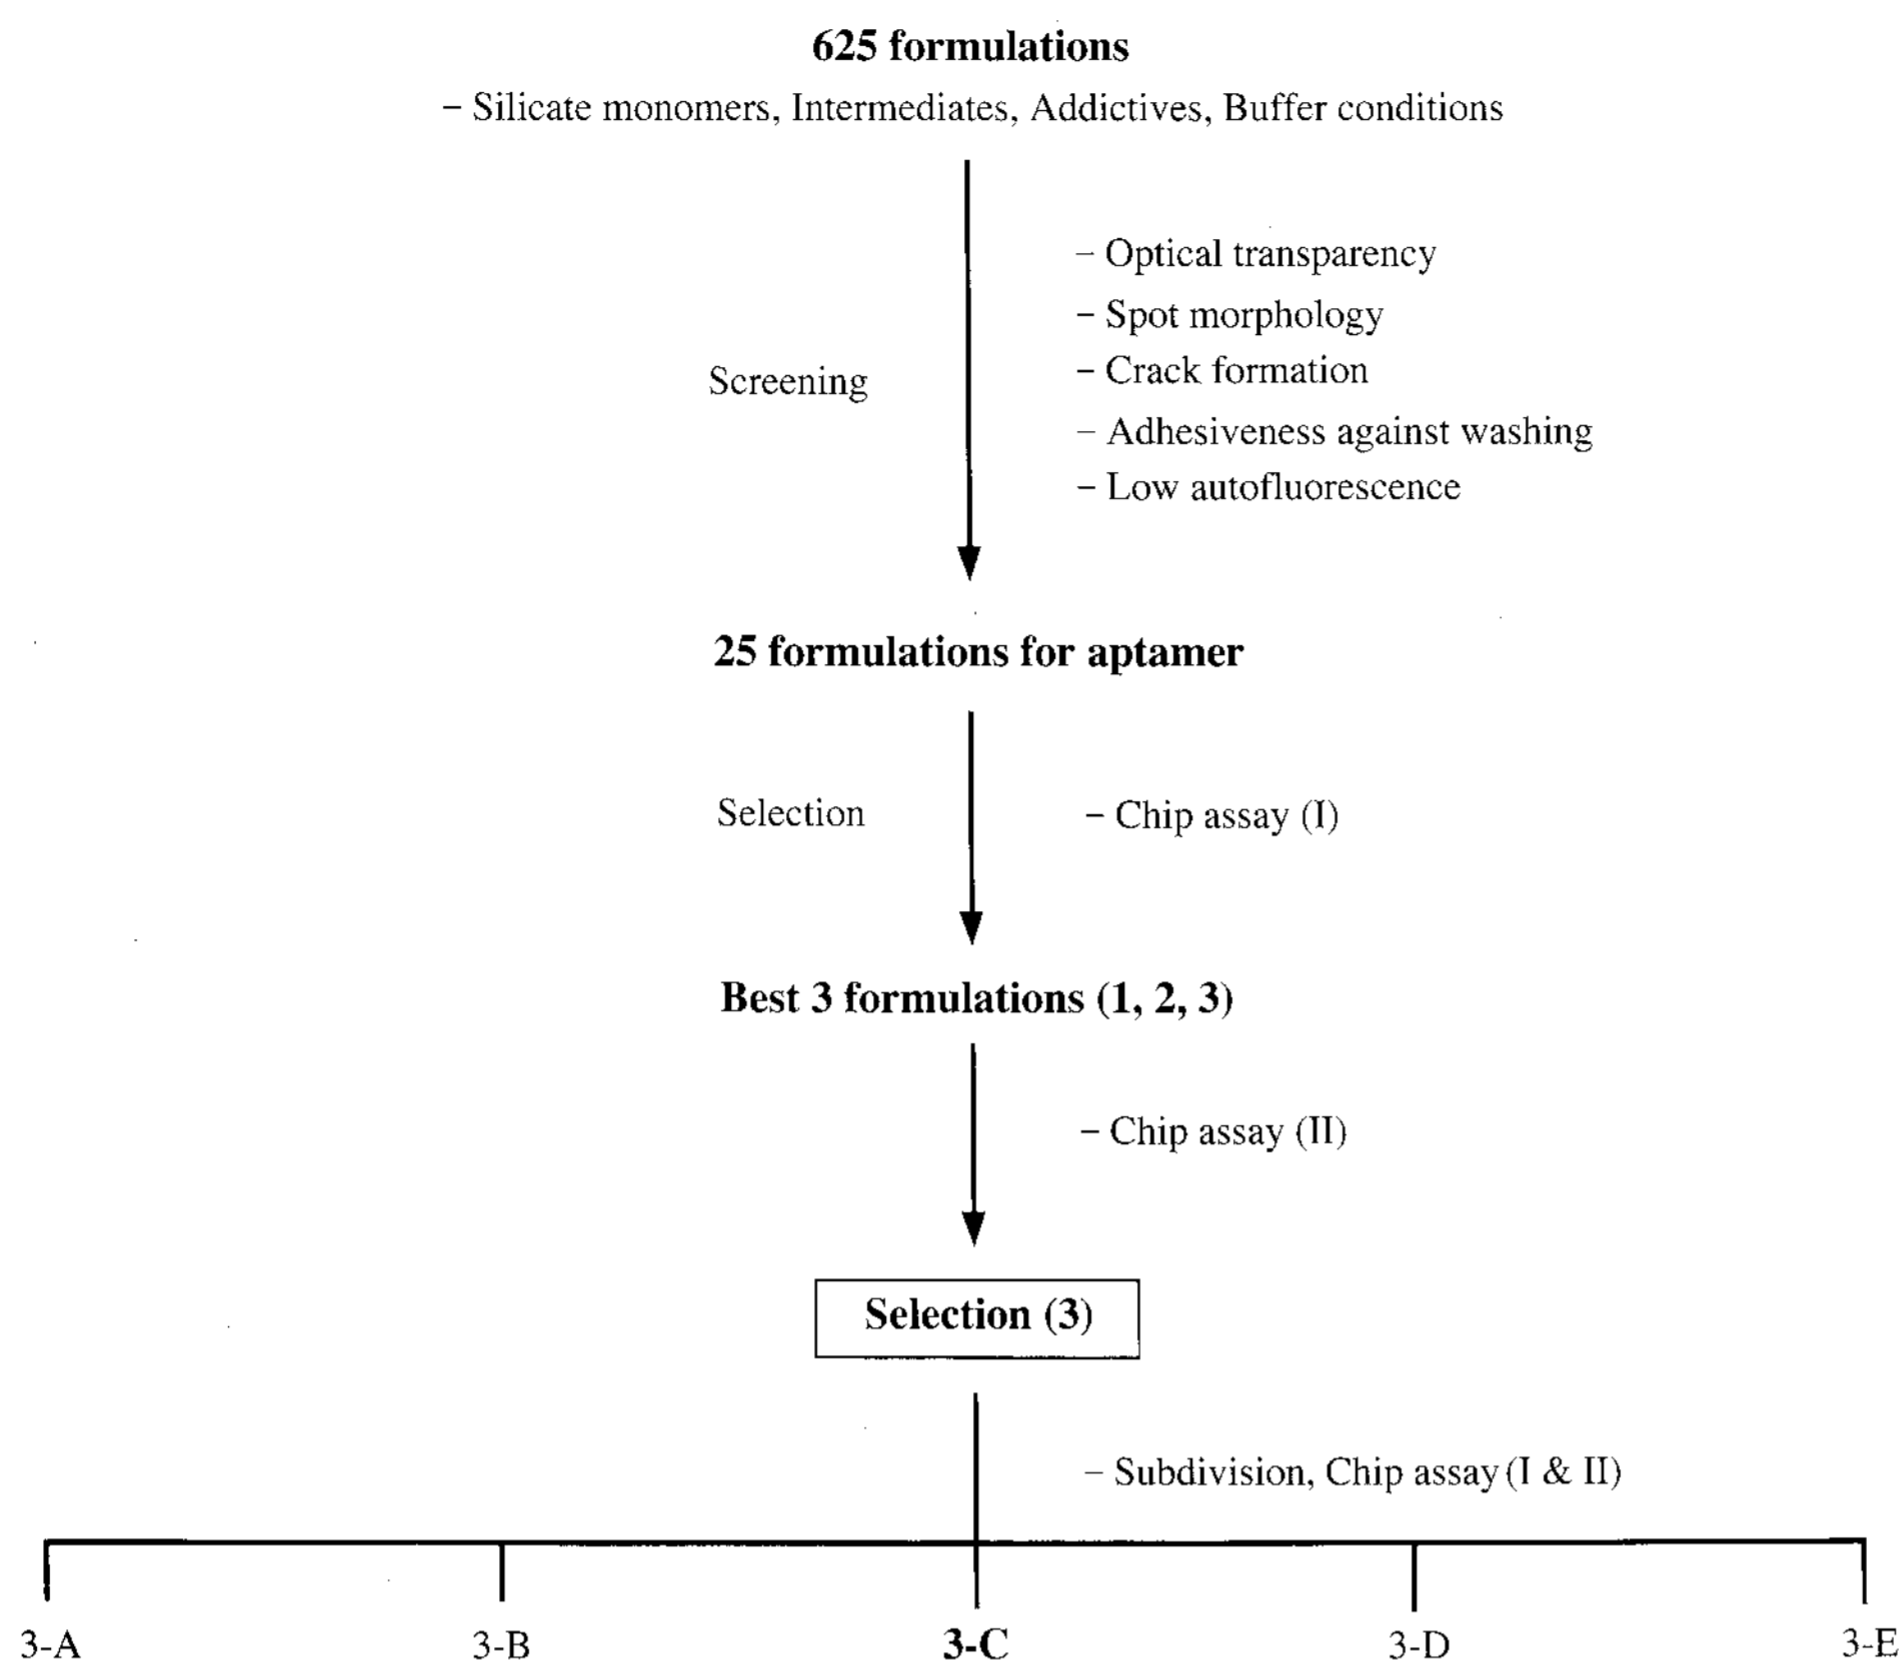 625 formulations
– Silicate monomers, Intermediates, Addictives, Buffer conditions
– Optical transparency
– Spot morphology
– Crack formation
Screening
– Adhesiveness against washing
– Low autofluorescence
25 formulations for aptamer
Selection
– Chip assay (I)
Best 3 formulations (1, 2, 3)
– Chip assay (II)
Selection (3)
– Subdivision, Chip assay (I & II)
3-A
3-B
3-C
3-D
3-E